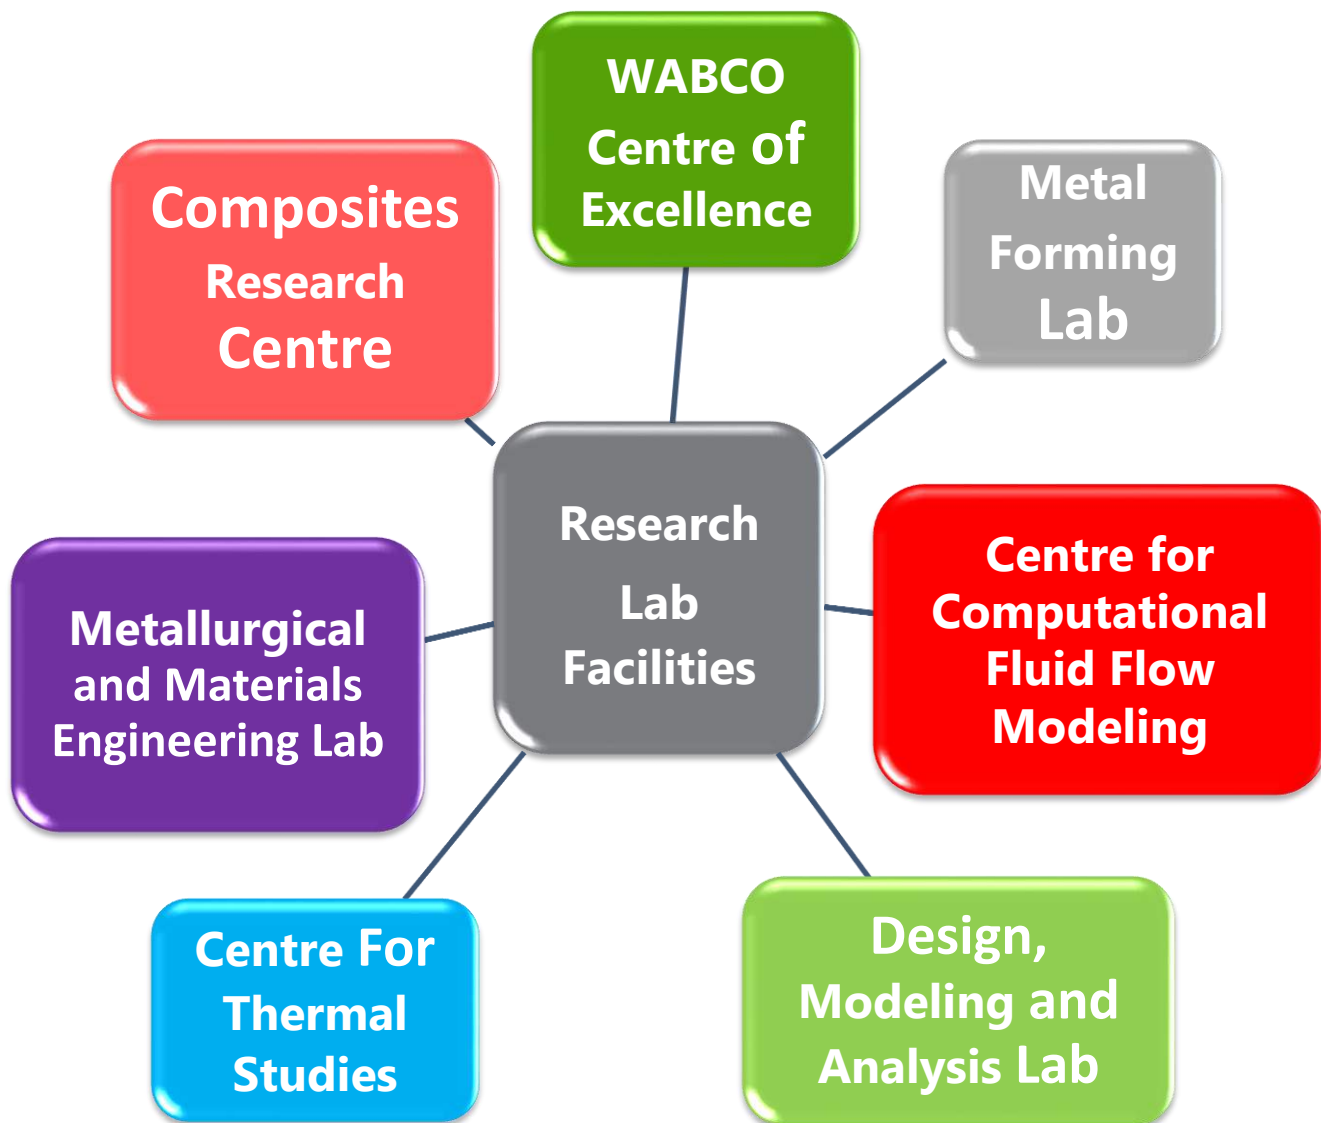 WABCO
Centre of
Excellence
Composites
Research
Centre
Metal
Forming
Lab
Research
Lab
Facilities
Centre for
Computational
Fluid Flow
Modeling
Metallurgical
and Materials
Engineering Lab
Centre For
Thermal
Studies
Design,
Modeling and
Analysis Lab